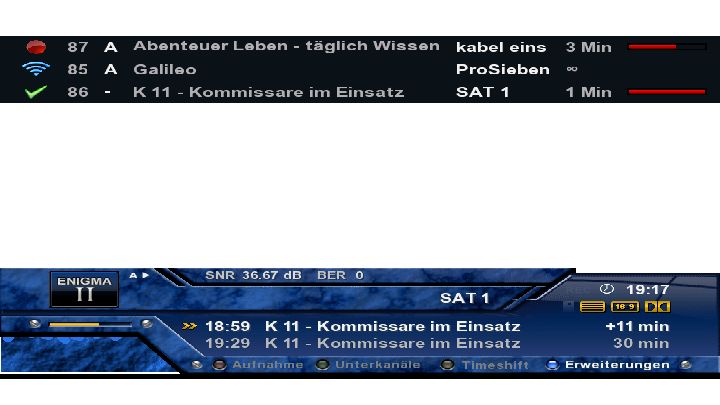 87 A Abenteuer Leben - täglich Wissen kabel eins 3 Min
85 A Galileo ProSieben ∞
86 - K 11 - Kommissare im Einsatz SAT 1 1 Min
A SNR 36.67 dB BER 0
ENIGMA
II
SAT 1
19:17
16:9
18:59 K 11 - Kommissare im Einsatz +11 min
19:29 K 11 - Kommissare im Einsatz 30 min
Aufnahme Unterkanäle Timeshift Erweiterungen